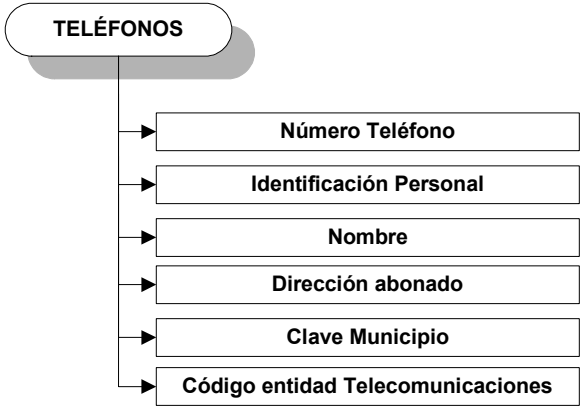 TELÉFONOS
Número Teléfono
Identificación Personal
Nombre
Dirección abonado
Clave Municipio
Código entidad Telecomunicaciones